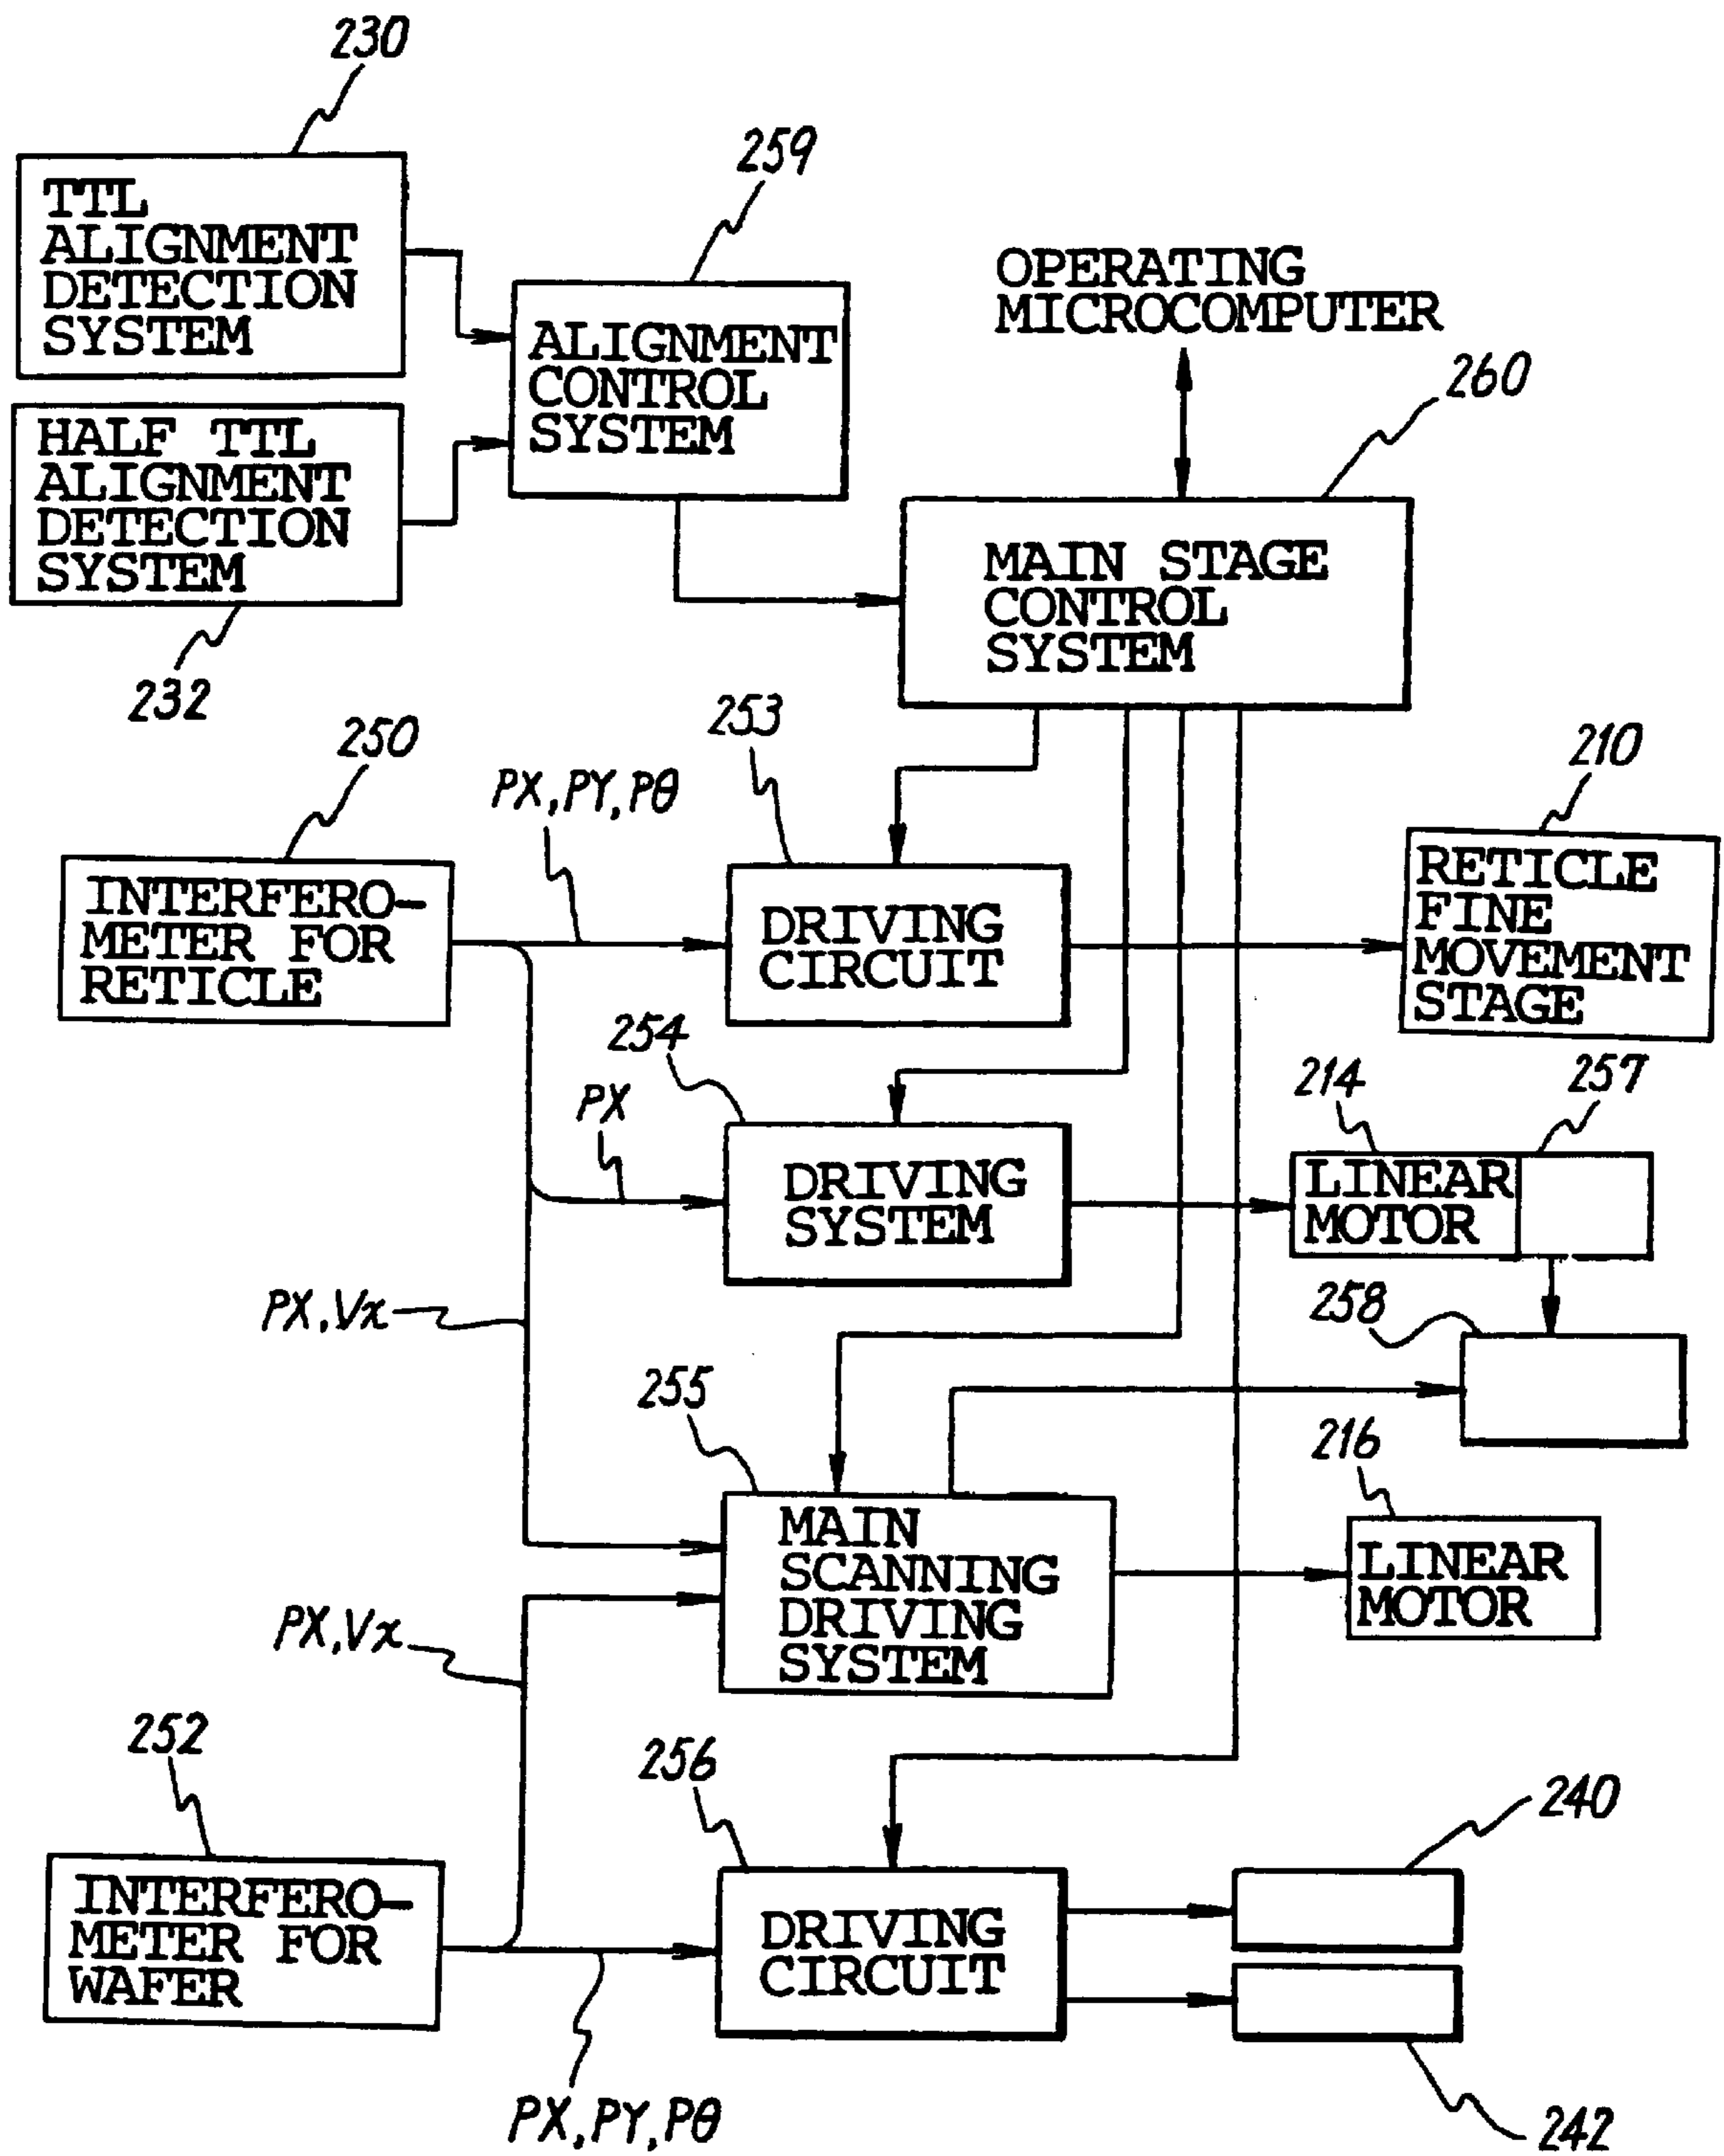 230
TTL
ALIGNMENT
DETECTION
SYSTEM
259
ALIGNMENT
CONTROL
SYSTEM
OPERATING
MICROCOMPUTER
260
HALF TTL
ALIGNMENT
DETECTION
SYSTEM
232
MAIN STAGE
CONTROL
SYSTEM
250
PX, PY, Pθ
253
210
INTERFERO-
METER FOR
RETICLE
DRIVING
CIRCUIT
RETICLE
FINE
MOVEMENT
STAGE
254
PX
DRIVING
SYSTEM
214
257
LINEAR
MOTOR
PX, Vx
258
255
216
MAIN
SCANNING
DRIVING
SYSTEM
LINEAR
MOTOR
PX, Vx
252
256
240
INTERFERO-
METER FOR
WAFER
DRIVING
CIRCUIT
PX, PY, Pθ
242